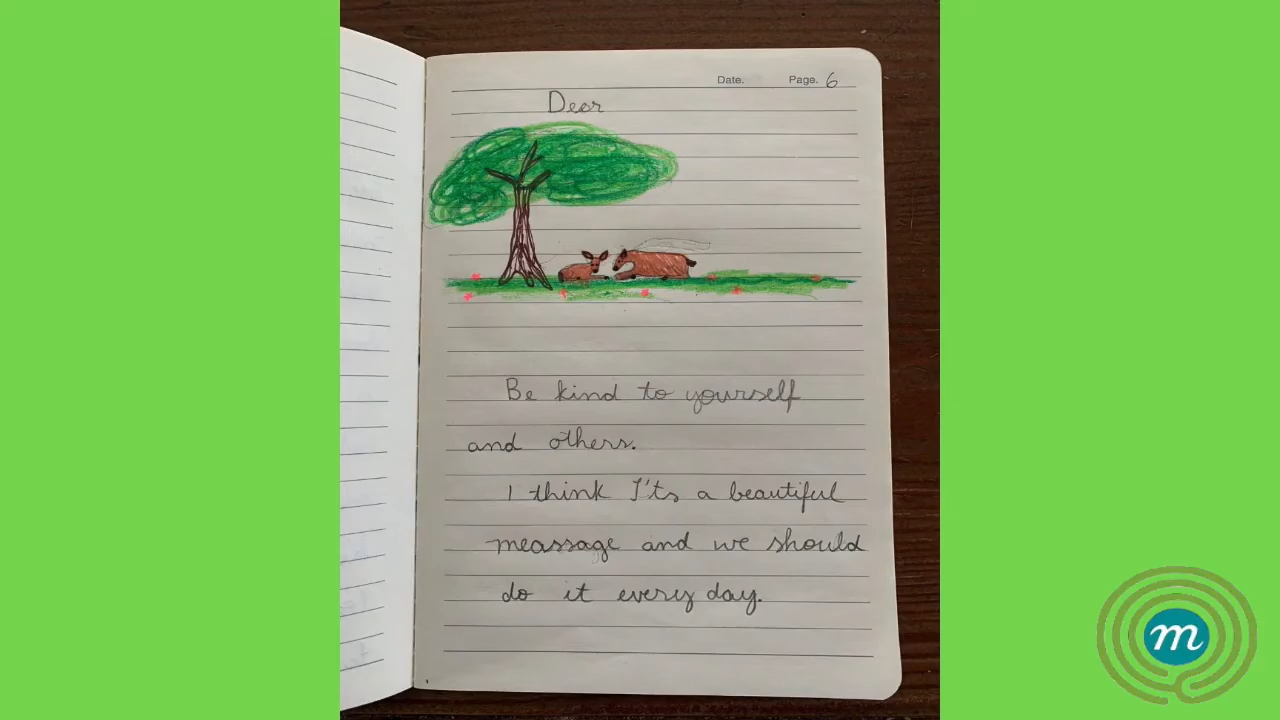 Date. Page. 6
Deer
Be kind to yourself
and others.
I think I'ts a beautiful
meassage and we should
do it every day.
m